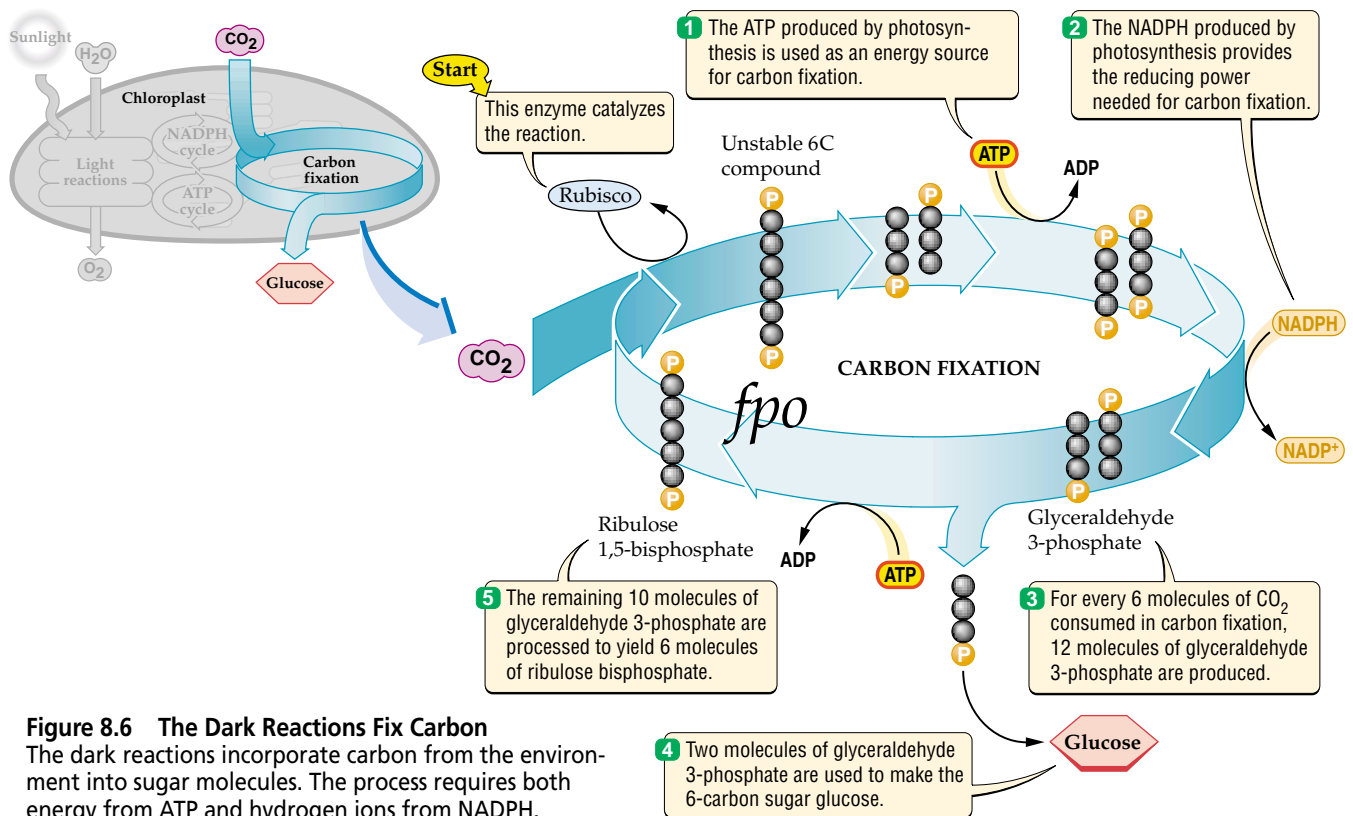 Sunlight
H₂O
CO₂
Chloroplast
NADPH
cycle
Light
reactions
ATP
cycle
Carbon
fixation
O₂
Glucose
Start
This enzyme catalyzes
the reaction.
Rubisco
1 The ATP produced by photosyn-
thesis is used as an energy source
for carbon fixation.
2 The NADPH produced by
photosynthesis provides
the reducing power
needed for carbon fixation.
Unstable 6C
compound
ATP
ADP
P
P
P
P
P
P
P
P
NADPH
CO₂
CARBON FIXATION
fpo
P
P
P
P
NADP⁺
Ribulose
1,5-bisphosphate
ADP
ATP
Glyceraldehyde
3-phosphate
5 The remaining 10 molecules of
glyceraldehyde 3-phosphate are
processed to yield 6 molecules
of ribulose bisphosphate.
P
3 For every 6 molecules of CO₂
consumed in carbon fixation,
12 molecules of glyceraldehyde
3-phosphate are produced.
4 Two molecules of glyceraldehyde
3-phosphate are used to make the
6-carbon sugar glucose.
Glucose
Figure 8.6 The Dark Reactions Fix Carbon
The dark reactions incorporate carbon from the environ-
ment into sugar molecules. The process requires both
energy from ATP and hydrogen ions from NADPH.